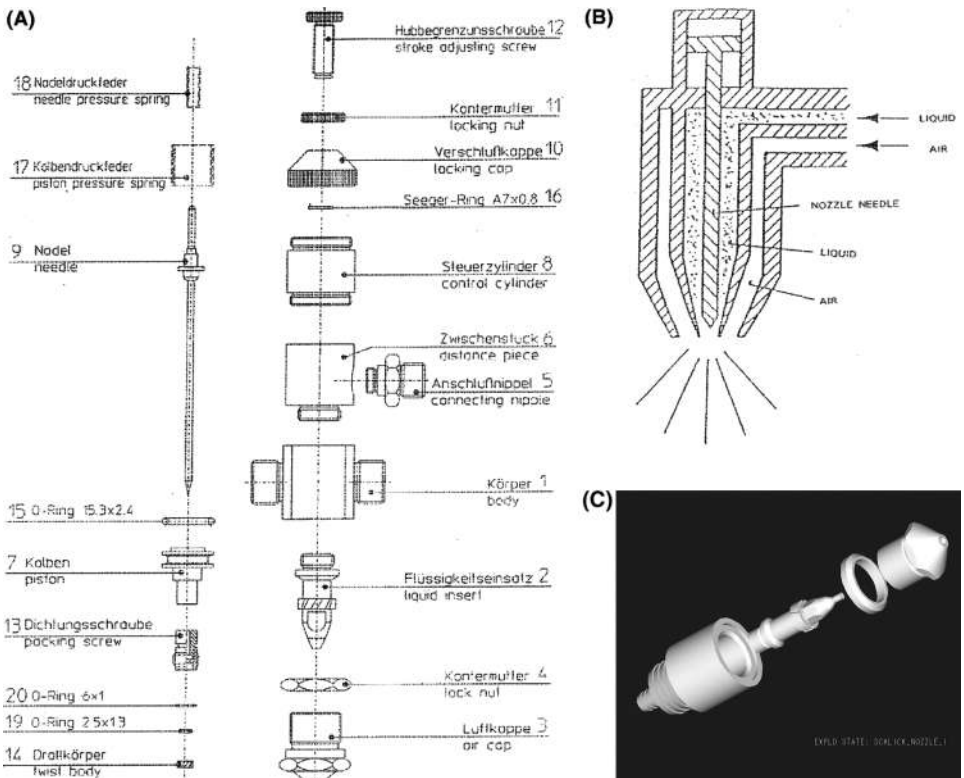 (A)
18 Nadeldruckfeder
needle pressure spring
17 Kolbendruckfeder
piston pressure spring
9 Nadel
needle
15 O-Ring 15.3x2.4
7 Kolben
piston
13 Dichtungsschraube
packing screw
20 O-Ring 6x1
19 O-Ring 2.5x1.3
14 Drallkörper
twist body
Hubbegrenzunsschraube 12
stroke adjusting screw
Kontermutter 11
locking nut
Verschlußkappe 10
locking cap
Seeger-Ring A7x0.8 16
Steuerzylinder 8
control cylinder
Zwischenstück 6
distance piece
Anschlußnippel 5
connecting nipple
Körper 1
body
Flüssigkeitseinsatz 2
liquid insert
Kontermutter 4
lock nut
Luftkappe 3
air cap
(B)
LIQUID
AIR
NOZZLE NEEDLE
LIQUID
AIR
(C)
EXPLD STATE: SCHLICK_NOZZLE_1